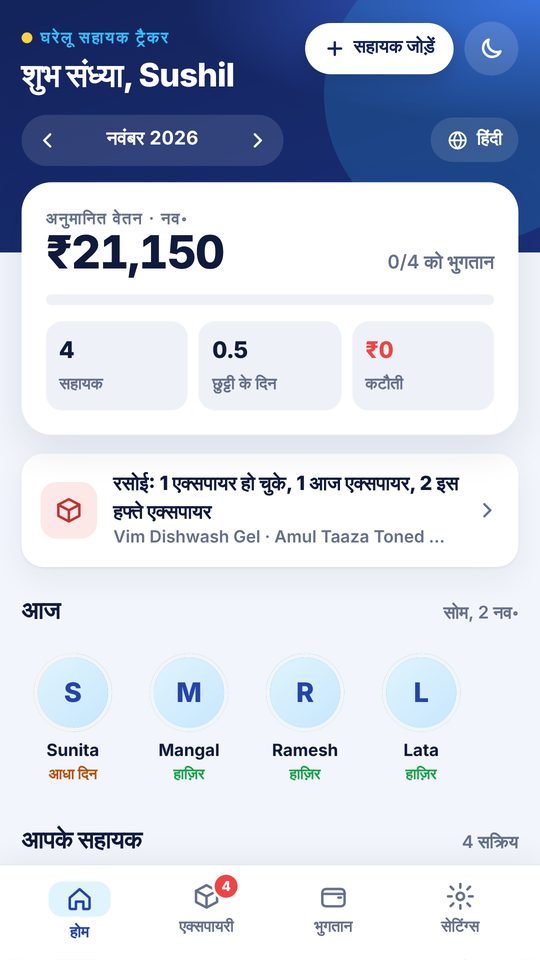 घरेलू सहायक ट्रैकर
शुभ संध्या, Sushil
+ सहायक जोड़ें
नवंबर 2026
हिंदी
अनुमानित वेतन · नव॰
₹21,150
0/4 को भुगतान
4
सहायक
0.5
छुट्टी के दिन
₹0
कटौती
रसोई: 1 एक्सपायर हो चुके, 1 आज एक्सपायर, 2 इस
हफ्ते एक्सपायर
Vim Dishwash Gel · Amul Taaza Toned ...
आज
सोम, 2 नव॰
S
M
R
L
Sunita
Mangal
Ramesh
Lata
आधा दिन
हाज़िर
हाज़िर
हाज़िर
आपके सहायक
4 सक्रिय
4
होम
एक्सपायरी
भुगतान
सेटिंग्स